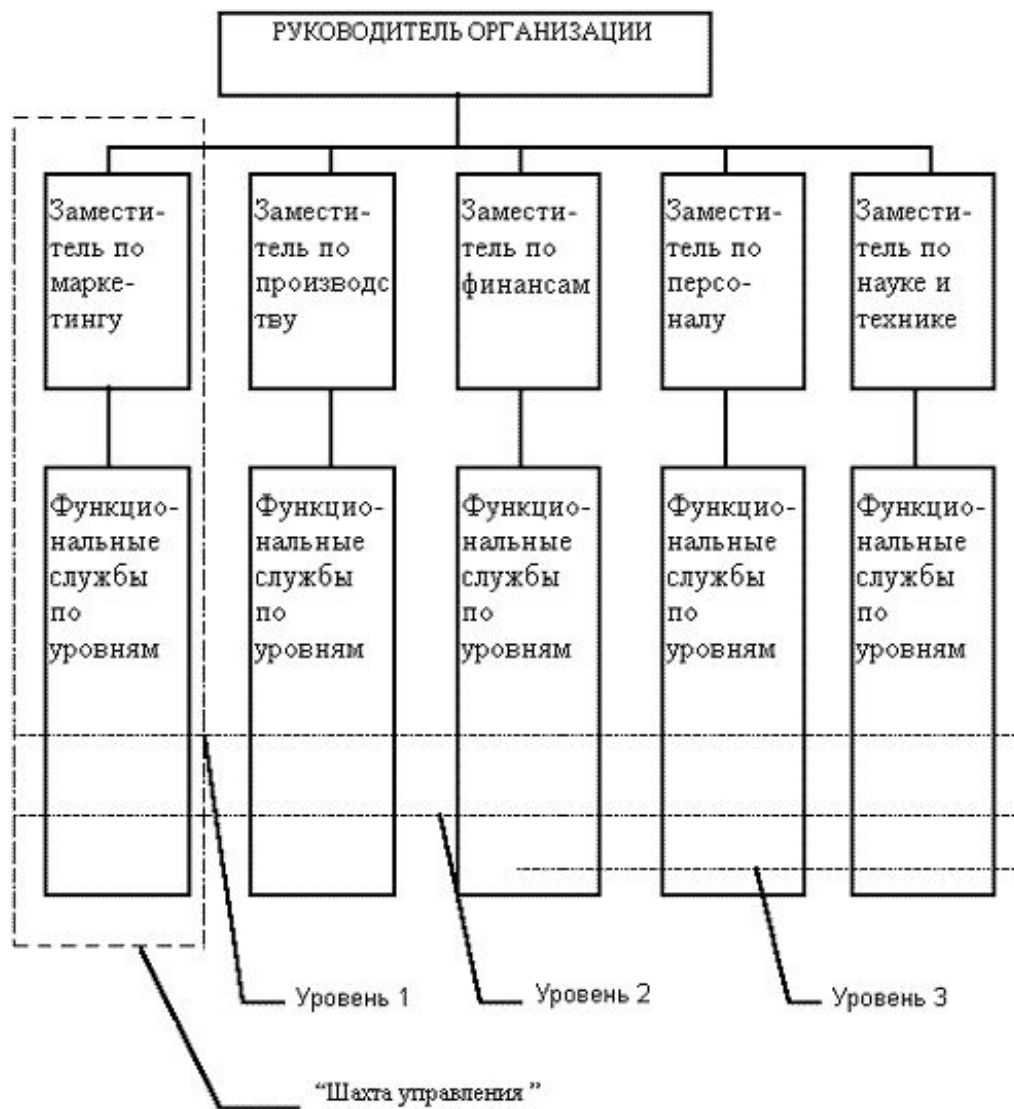 РУКОВОДИТЕЛЬ ОРГАНИЗАЦИИ
Замести-
тель по
марке-
тингу
Замести-
тель по
производс
тву
Замести-
тель по
финансам
Замести-
тель по
персо-
налу
Замести-
тель по
науке и
технике
Функцио-
нальные
службы
по
уровням
Функцио-
нальные
службы
по
уровням
Функцио-
нальные
службы
по
уровням
Функцио-
нальные
службы
по
уровням
Функцио-
нальные
службы
по
уровням
Уровень 1
Уровень 2
Уровень 3
“Шахта управления ”